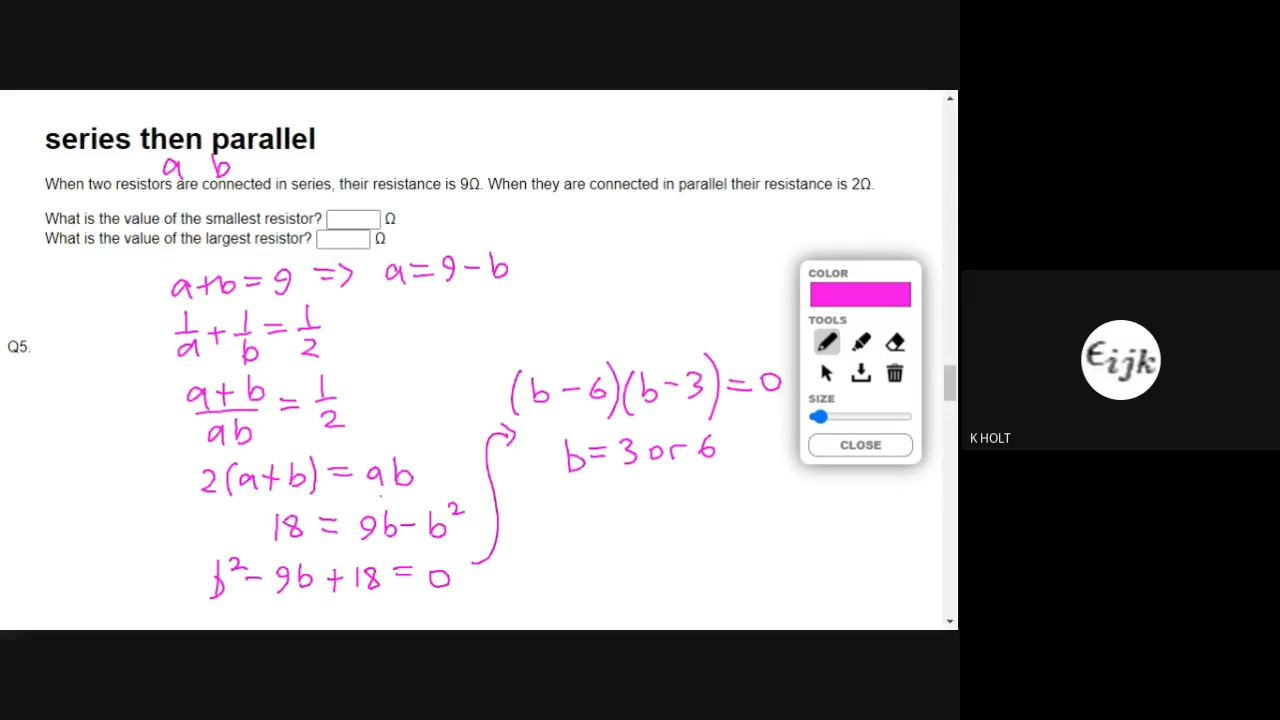 series then parallel
a b
When two resistors are connected in series, their resistance is 9Ω. When they are connected in parallel their resistance is 2Ω.
What is the value of the smallest resistor? Ω
What is the value of the largest resistor? Ω
a+b = 9 => a = 9 - b
Q5.
1/a + 1/b = 1/2
a + b / ab = 1/2
2(a+b) = ab
18 = 9b - b²
b² - 9b + 18 = 0
(b - 6)(b - 3) = 0
b = 3 or 6
COLOR
TOOLS
SIZE
CLOSE
ϵijk
K HOLT